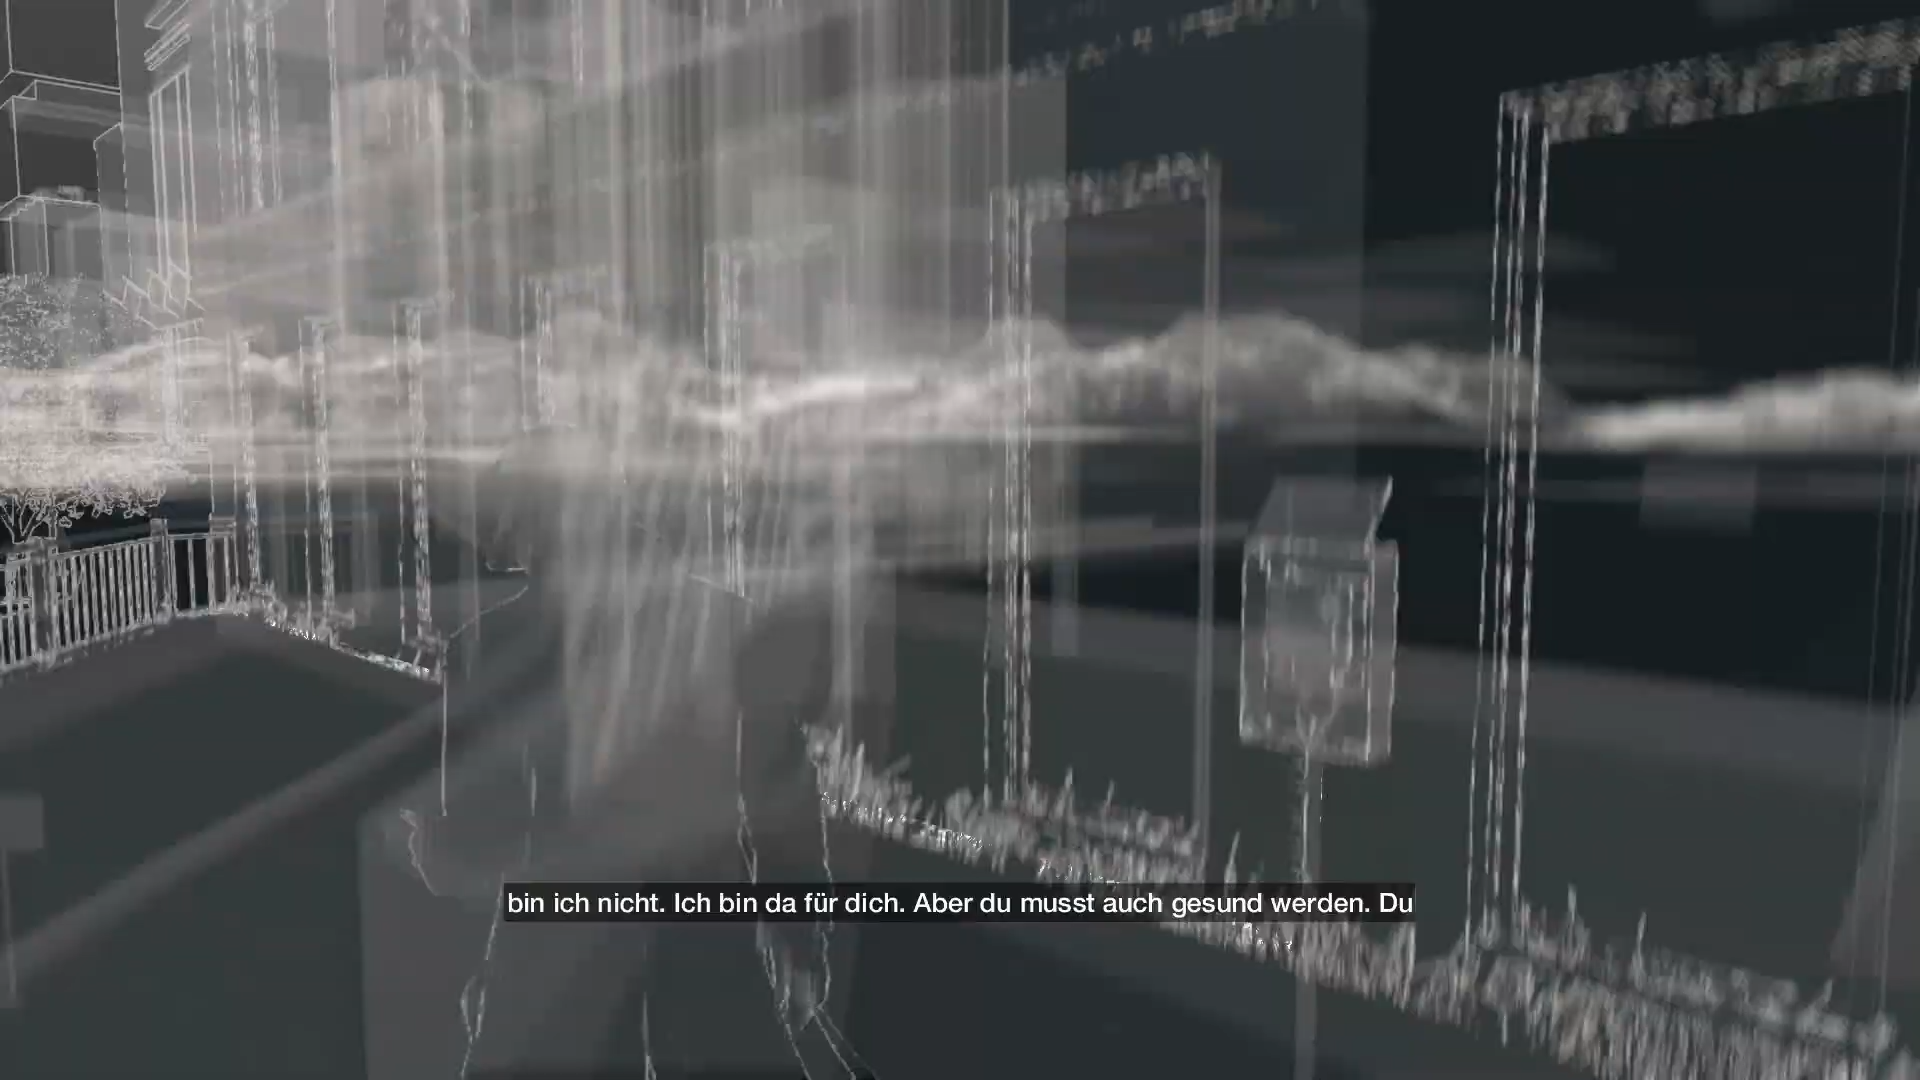 bin ich nicht. Ich bin da für dich. Aber du musst auch gesund werden. Du